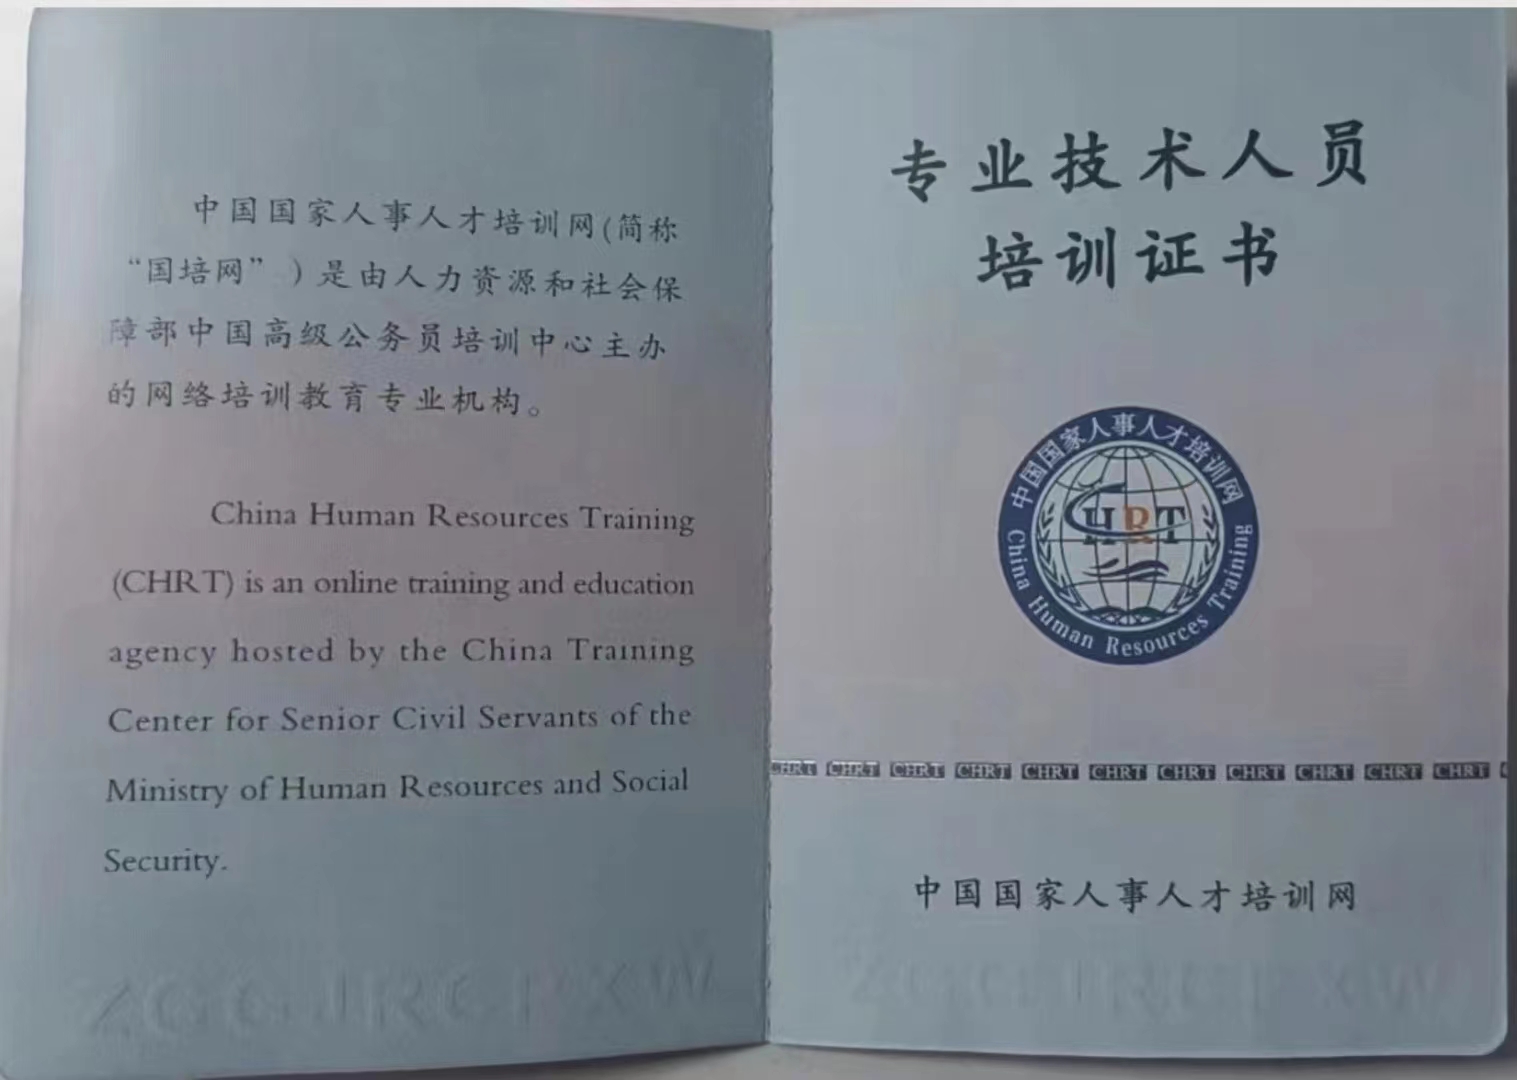 中国国家人事人才培训网(简称
“国培网”)是由人力资源和社会保
障部中国高级公务员培训中心主办
的网络培训教育专业机构。
China Human Resources Training
(CHRT) is an online training and education
agency hosted by the China Training
Center for Senior Civil Servants of the
Ministry of Human Resources and Social
Security.
专业技术人员
培训证书
中国国家人事人才培训网
CHRT
China Human Resources Training
CHRT CHRT CHRT CHRT CHRT CHRT CHRT CHRT CHRT CHRT CHRT
中国国家人事人才培训网